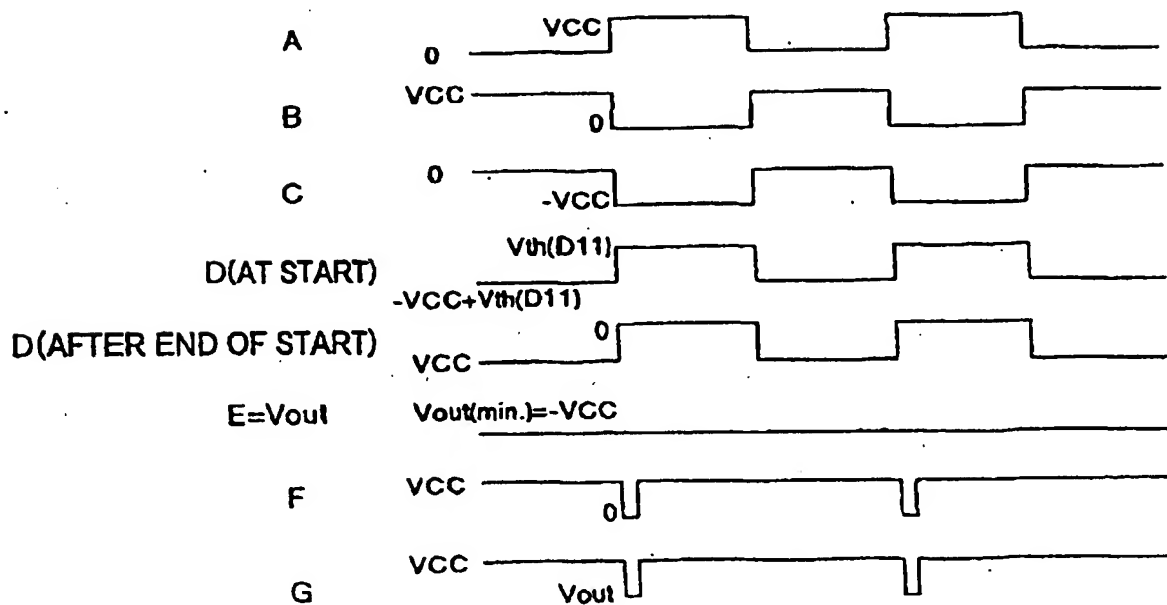 A VCC 0
B VCC 0
C 0 -VCC
D(AT START) Vth(D11) -VCC+Vth(D11)
D(AFTER END OF START) 0 VCC
E=Vout Vout(min.)=-VCC
F VCC 0
G VCC Vout